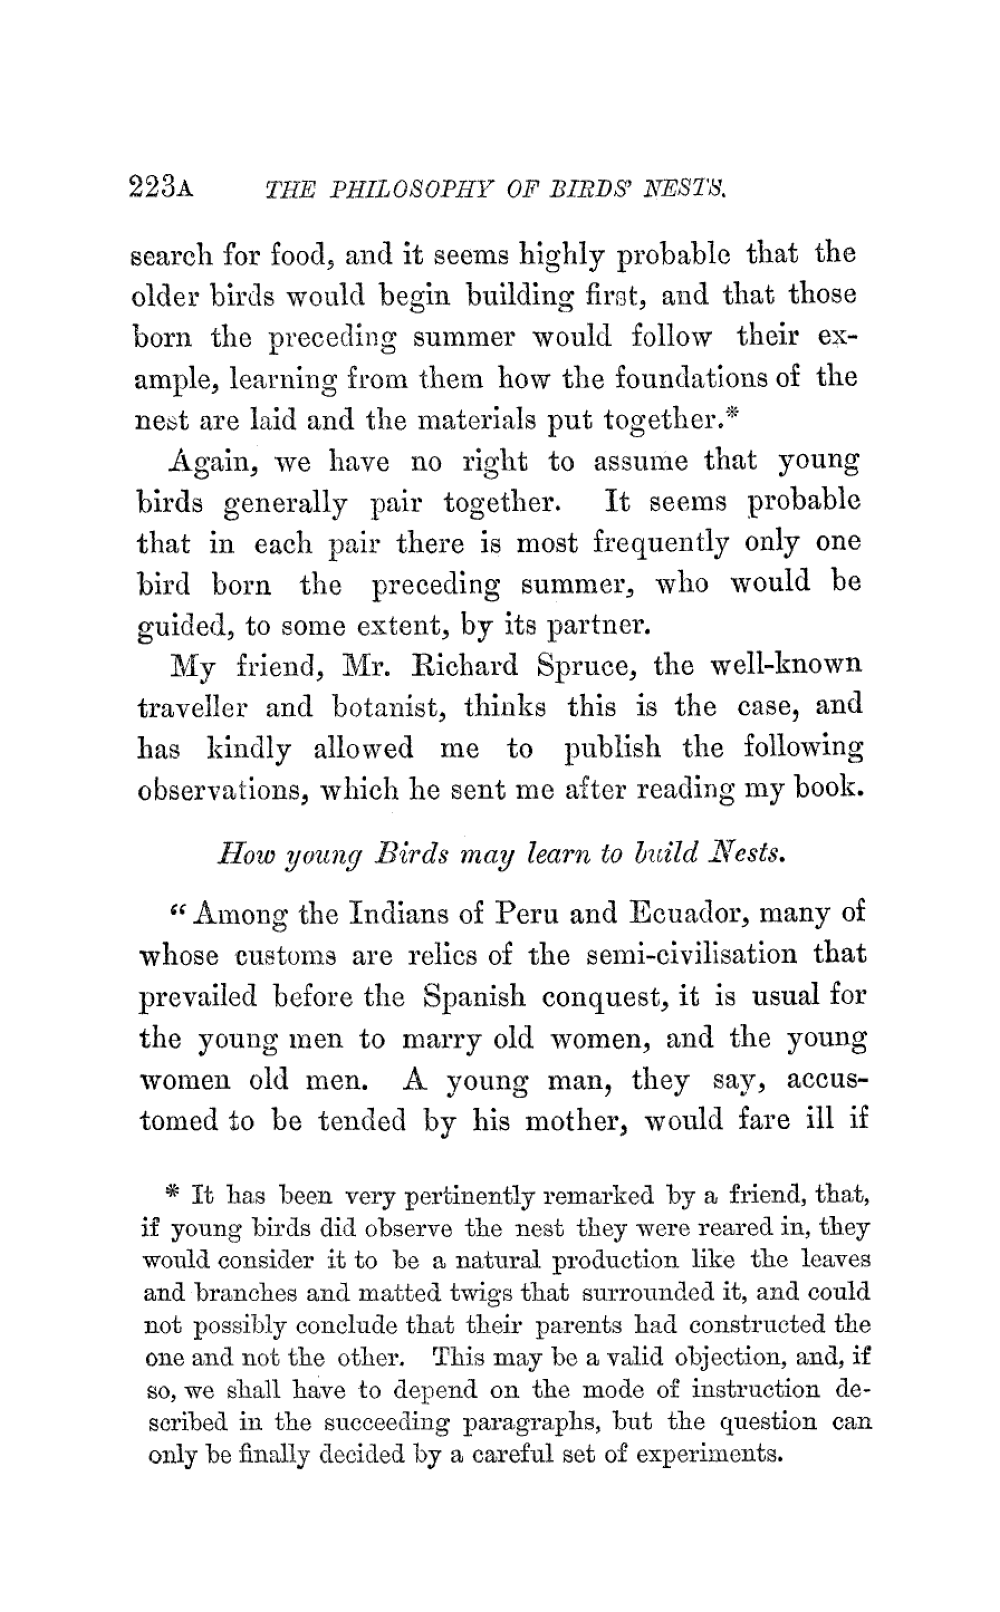 223A THE PHILOSOPHY OF BIRDS' NESTS.
search for food, and it seems highly probable that the
older birds would begin building first, and that those
born the preceding summer would follow their ex-
ample, learning from them how the foundations of the
nest are laid and the materials put together.*
Again, we have no right to assume that young
birds generally pair together. It seems probable
that in each pair there is most frequently only one
bird born the preceding summer, who would be
guided, to some extent, by its partner.
My friend, Mr. Richard Spruce, the well-known
traveller and botanist, thinks this is the case, and
has kindly allowed me to publish the following
observations, which he sent me after reading my book.
How young Birds may learn to build Nests.
“Among the Indians of Peru and Ecuador, many of
whose customs are relics of the semi-civilisation that
prevailed before the Spanish conquest, it is usual for
the young men to marry old women, and the young
women old men. A young man, they say, accus-
tomed to be tended by his mother, would fare ill if
* It has been very pertinently remarked by a friend, that,
if young birds did observe the nest they were reared in, they
would consider it to be a natural production like the leaves
and branches and matted twigs that surrounded it, and could
not possibly conclude that their parents had constructed the
one and not the other. This may be a valid objection, and, if
so, we shall have to depend on the mode of instruction de-
scribed in the succeeding paragraphs, but the question can
only be finally decided by a careful set of experiments.